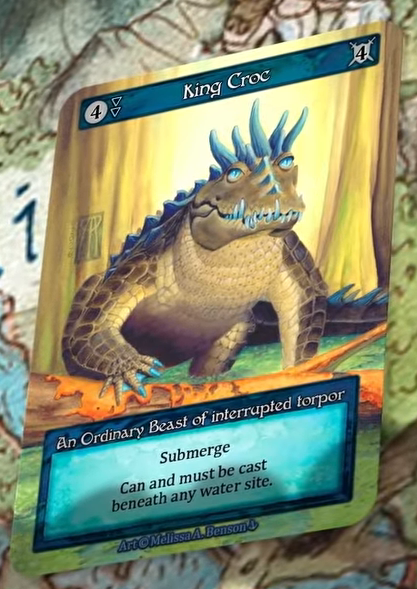 King Croc
4
4
An Ordinary Beast of interrupted torpor
Submerge
Can and must be cast
beneath any water site.
Art © Melissa A. Benson